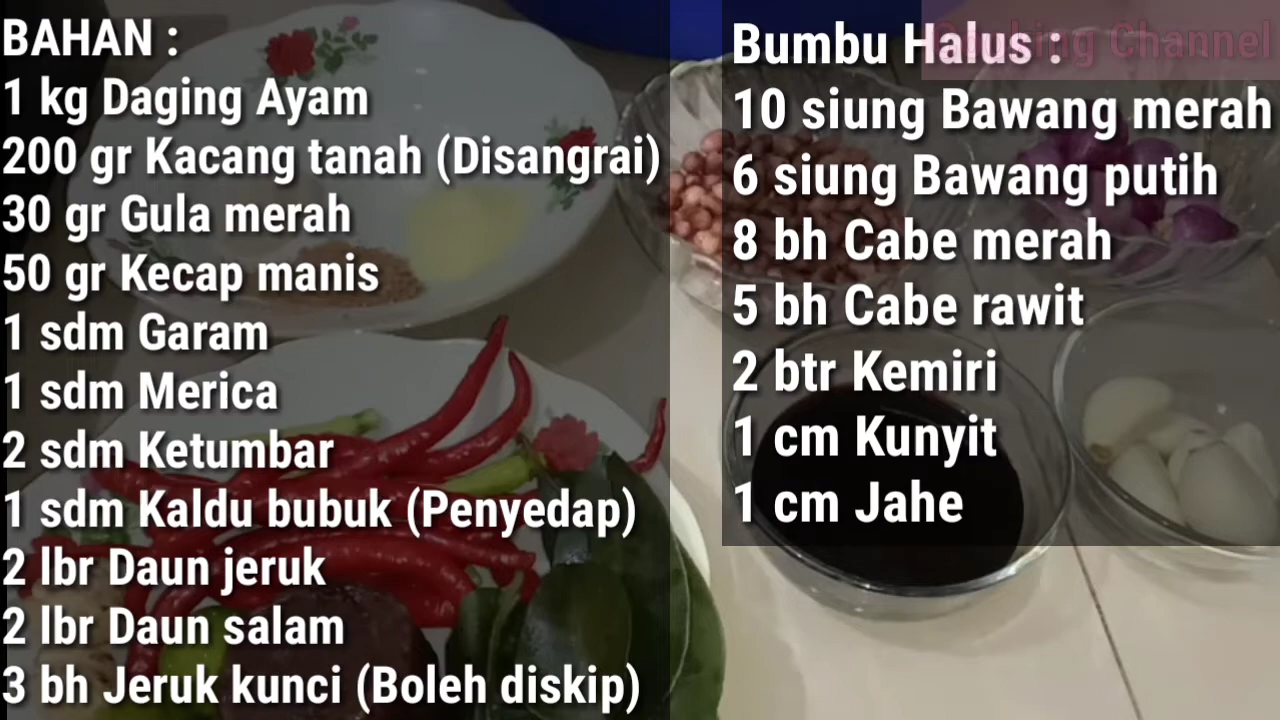 BAHAN :
1 kg Daging Ayam
200 gr Kacang tanah (Disangrai)
30 gr Gula merah
50 gr Kecap manis
1 sdm Garam
1 sdm Merica
2 sdm Ketumbar
1 sdm Kaldu bubuk (Penyedap)
2 lbr Daun jeruk
2 lbr Daun salam
3 bh Jeruk kunci (Boleh diskip)
Bumbu Halus :
Channel
10 siung Bawang merah
6 siung Bawang putih
8 bh Cabe merah
5 bh Cabe rawit
2 btr Kemiri
1 cm Kunyit
1 cm Jahe